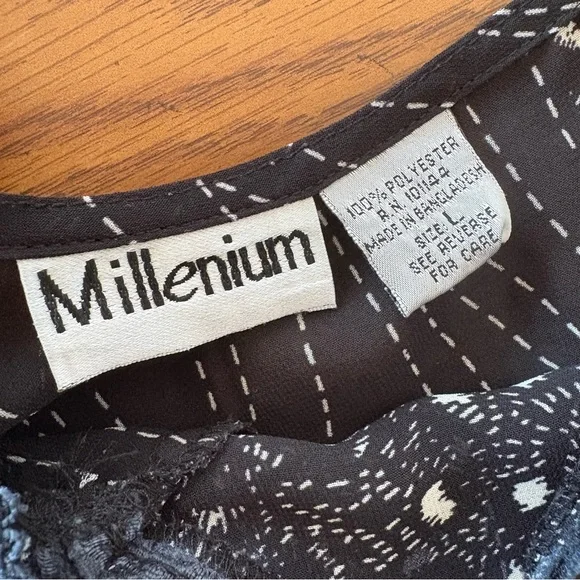 Millenium
100% POLYESTER
R.N. 101144
MADE IN BANGLADESH
SIZE: L
SEE REVERSE
FOR CARE